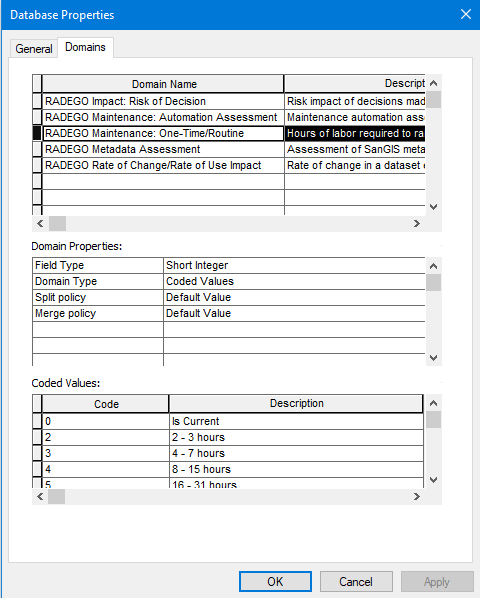 Database Properties
General Domains
Domain Name Descript
RADEGO Impact: Risk of Decision Risk impact of decisions mad
RADEGO Maintenance: Automation Assessment Maintenance automation ass
RADEGO Maintenance: One-Time/Routine Hours of labor required to ra
RADEGO Metadata Assessment Assessment of SanGIS meta
RADEGO Rate of Change/Rate of Use Impact Rate of change in a dataset
Domain Properties:
Field Type Short Integer
Domain Type Coded Values
Split policy Default Value
Merge policy Default Value
Coded Values:
Code Description
0 Is Current
2 2 - 3 hours
3 4 - 7 hours
4 8 - 15 hours
5 16 - 31 hours
OK Cancel Apply